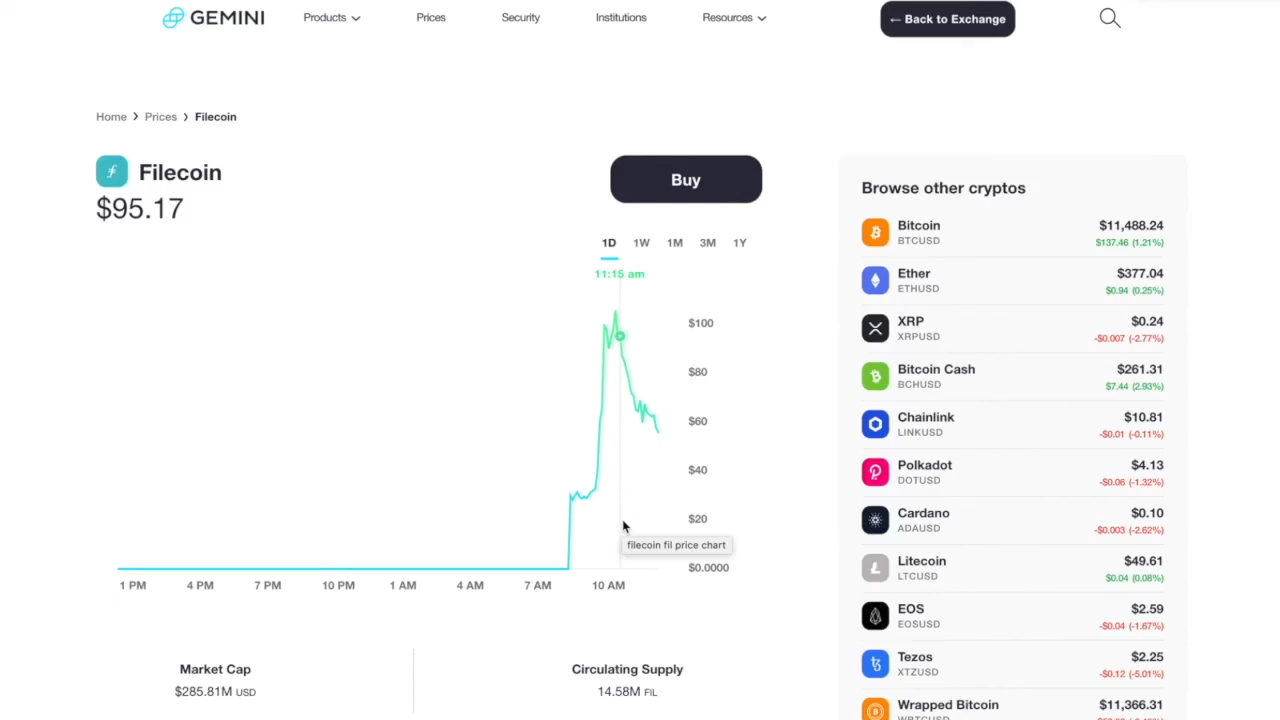 GEMINI
Products
Prices
Security
Institutions
Resources
← Back to Exchange
Home > Prices > Filecoin
Filecoin
$95.17
Buy
1D 1W 1M 3M 1Y
11:15 am
$100
$80
$60
$40
$20
$0.0000
filecoin fil price chart
1 PM 4 PM 7 PM 10 PM 1 AM 4 AM 7 AM 10 AM
Market Cap
$285.81M USD
Circulating Supply
14.58M FIL
Browse other cryptos
Bitcoin $11,488.24
BTCUSD $137.46 (1.21%)
Ether $377.04
ETHUSD $0.94 (0.25%)
XRP $0.24
XRPUSD -$0.007 (-2.77%)
Bitcoin Cash $261.31
BCHUSD $7.44 (2.93%)
Chainlink $10.81
LINKUSD -$0.01 (-0.11%)
Polkadot $4.13
DOTUSD -$0.06 (-1.32%)
Cardano $0.10
ADAUSD -$0.003 (-2.62%)
Litecoin $49.61
LTCUSD $0.04 (0.08%)
EOS $2.59
EOSUSD -$0.04 (-1.67%)
Tezos $2.25
XTZUSD -$0.12 (-5.01%)
Wrapped Bitcoin $11,366.31